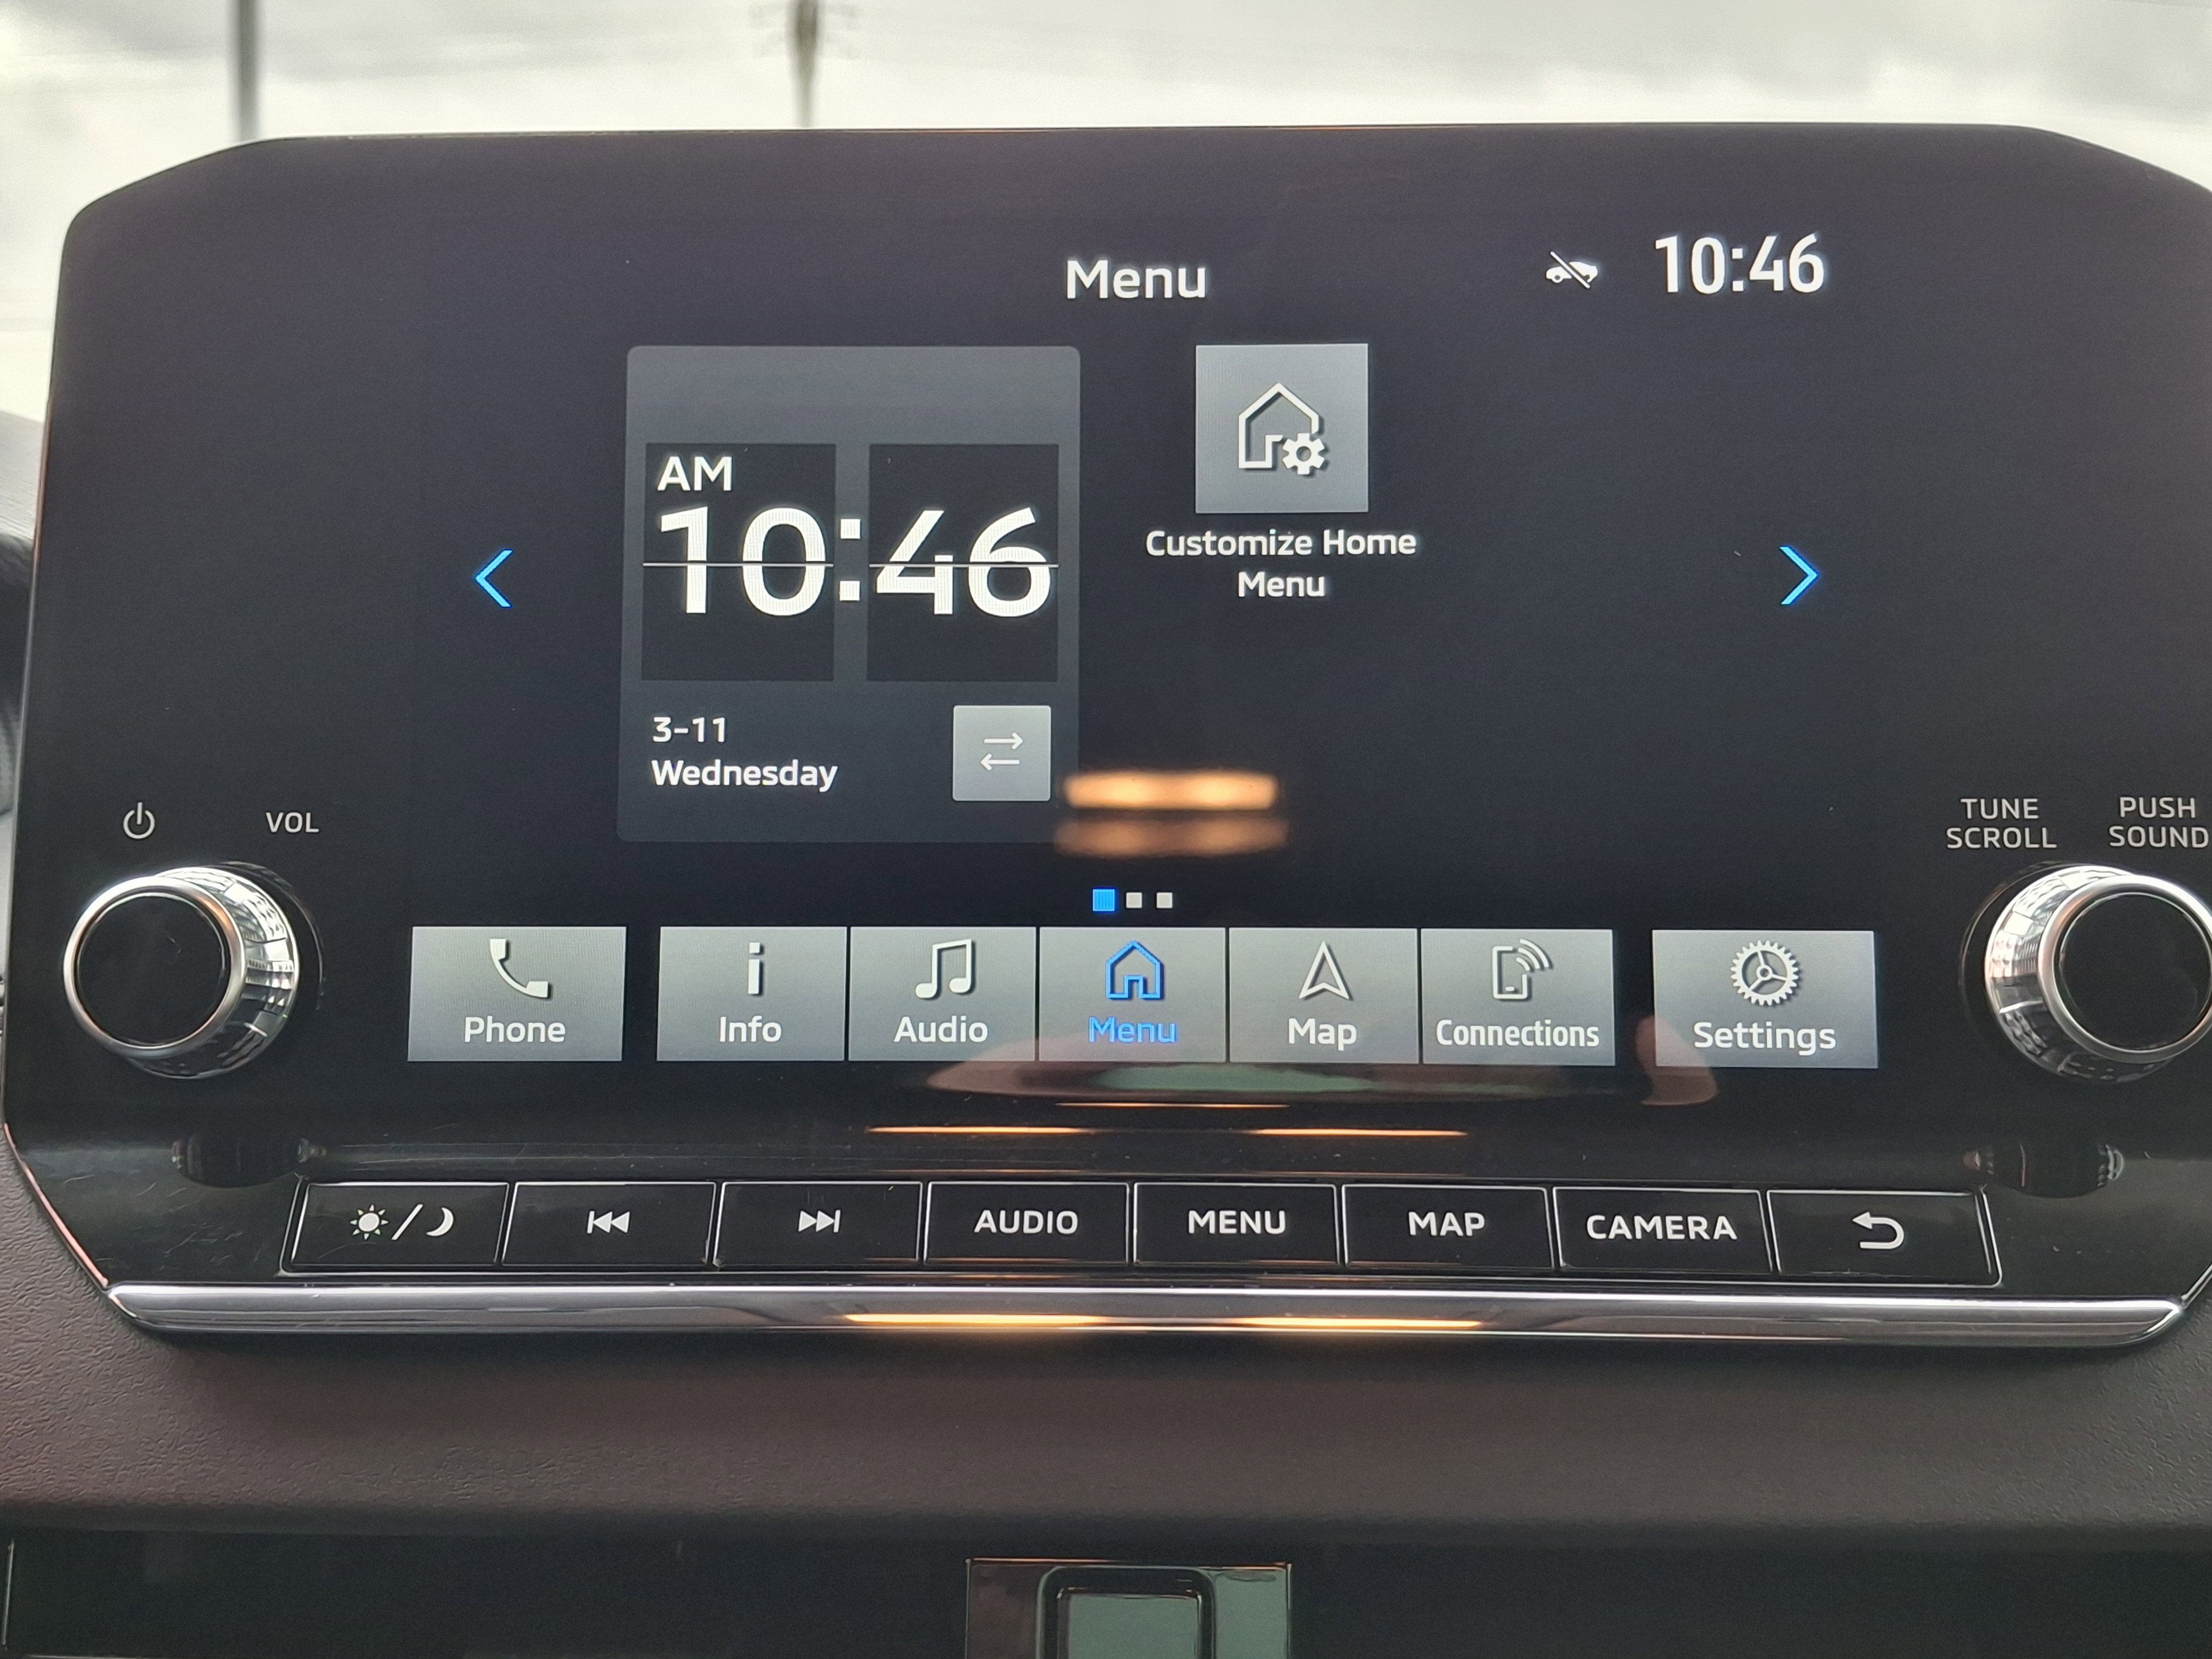 Menu
10:46
AM
10:46
3-11
Wednesday
Customize Home
Menu
VOL
TUNE
SCROLL
PUSH
SOUND
Phone
Info
Audio
Menu
Map
Connections
Settings
AUDIO
MENU
MAP
CAMERA